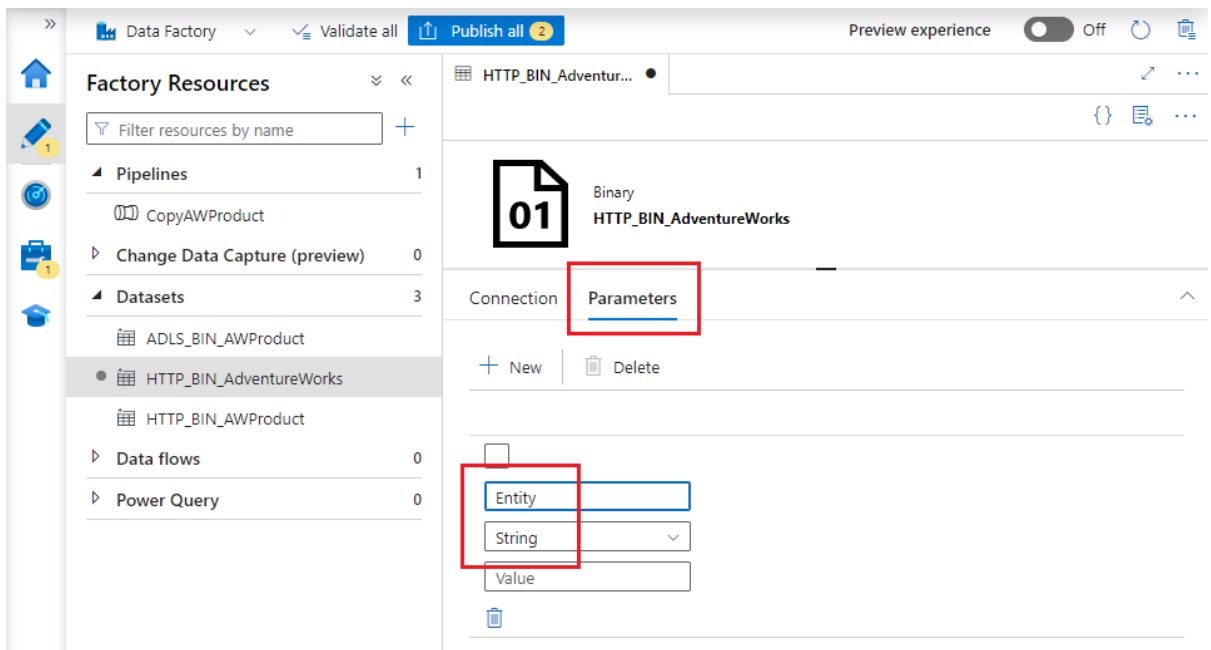 Data Factory
Validate all
Publish all 2
Preview experience
Off
Factory Resources
Filter resources by name
1
1
Pipelines 1
CopyAWProduct
Change Data Capture (preview) 0
Datasets 3
ADLS_BIN_AWProduct
HTTP_BIN_AdventureWorks
HTTP_BIN_AWProduct
Data flows 0
Power Query 0
HTTP_BIN_Adventur...
{}
01
Binary
HTTP_BIN_AdventureWorks
Connection Parameters
New Delete
Entity
String
Value